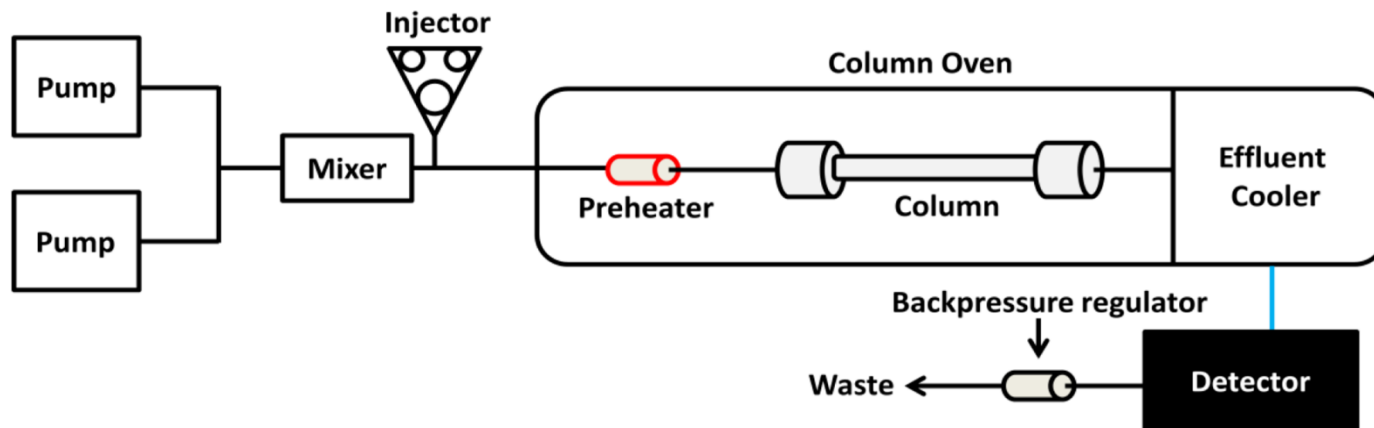 Injector
Pump
Column Oven
Mixer
Effluent
Cooler
Preheater
Column
Pump
Backpressure regulator
Waste
Detector